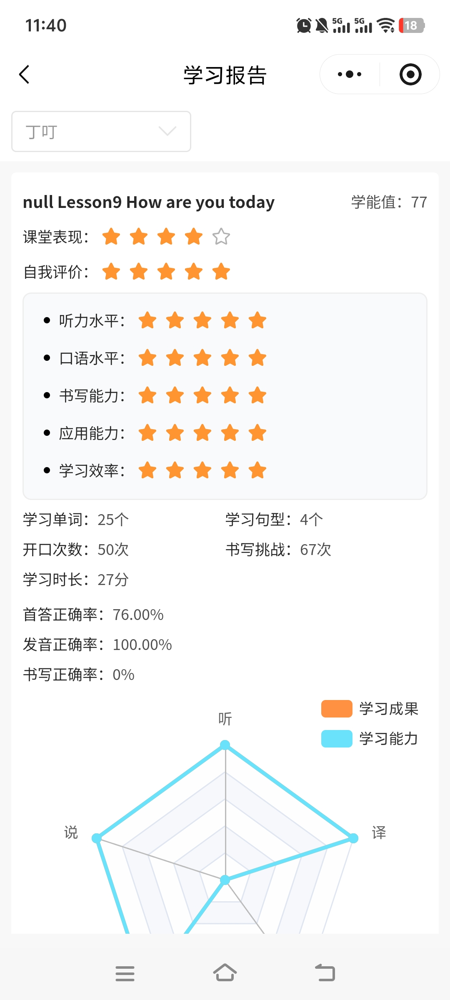 11:40
5G 5G 18
学习报告
丁叮
null Lesson9 How are you today 学能值：77
课堂表现：
自我评价：
听力水平：
口语水平：
书写能力：
应用能力：
学习效率：
学习单词：25个 学习句型：4个
开口次数：50次 书写挑战：67次
学习时长：27分
首答正确率：76.00%
发音正确率：100.00%
书写正确率：0%
学习成果
听
学习能力
说 译